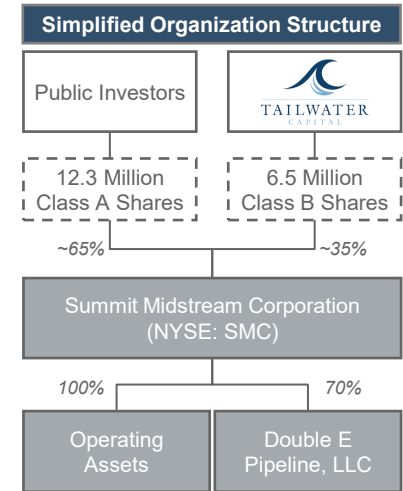 Simplified Organization Structure
Public Investors
TAILWATER
CAPITAL
12.3 Million
Class A Shares
6.5 Million
Class B Shares
~65%
~35%
Summit Midstream Corporation
(NYSE: SMC)
100%
70%
Operating
Assets
Double E
Pipeline, LLC